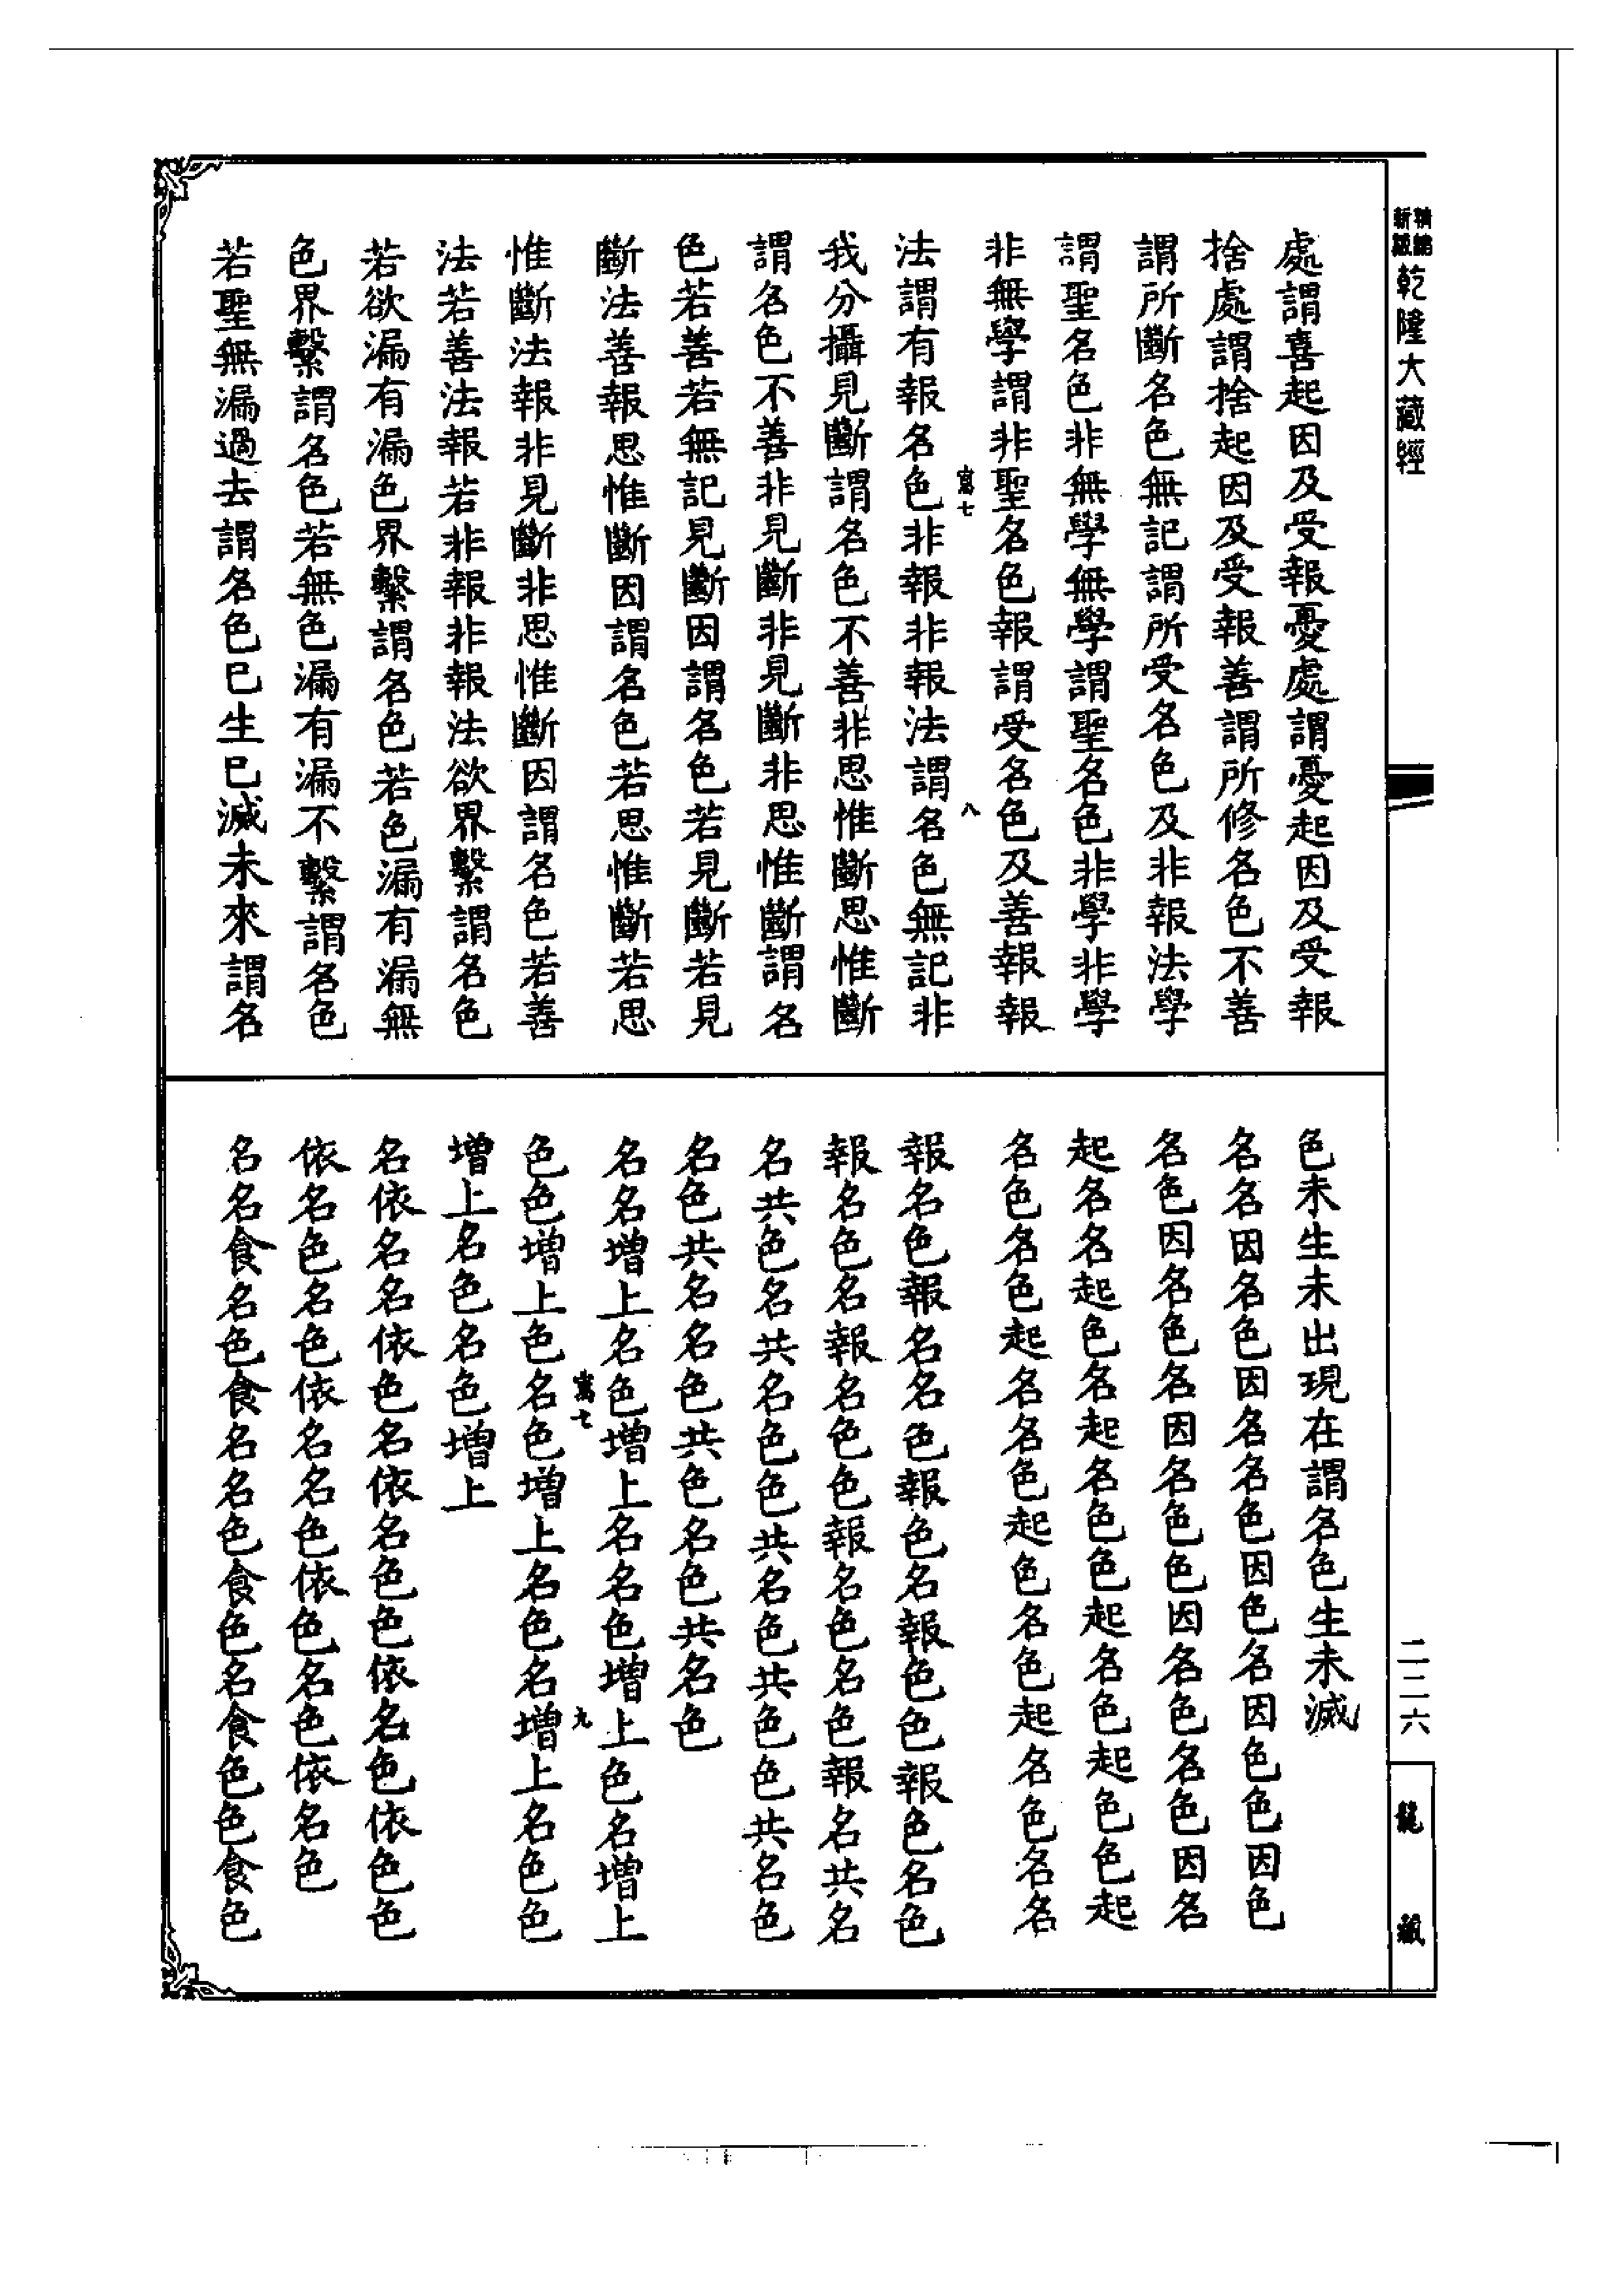 新編縮本乾隆大藏經
處謂喜起因及受報憂處謂憂起因及受報
捨處謂捨起因及受報善謂所修名色不善
謂所斷名色無記謂所受名色及非報法學
謂聖名色非無學無學謂聖名色非學非學
非無學謂非聖名色報謂受名色及善報報
法謂有報名色非報非報法謂名色無記非
我分攝見斷謂名色不善非思惟斷思惟斷
謂名色不善非見斷非見斷非思惟斷謂名
色若善若無記見斷因謂名色若見斷若見
斷法善報思惟斷因謂名色若思惟斷若思
惟斷法報非見斷非思惟斷因謂名色若善
法若善法報若非報非報法欲界繫謂名色
若欲漏有漏色界繫謂名色若色漏有漏無
色界繫謂名色若無色漏有漏不繫謂名色
若聖無漏過去謂名色已生已滅未來謂名
色未生未出現在謂名色生未滅
名名因名色因名名色因色名因色色因色
名色因名色名因名色色因名色名色因名
起名名起色名起名色色起名色起色色起
名色名色起名名色起色名色起名色名名
報名色報名名色報色名報色色報色名色
報名色名報名色色報名色名色報名共名
名共色名共名色色共名色共色色共名色
名色共名名色共色名色共名色
名名增上名色增上名名色增上色名增上
色色增上色名色增上名色名增上名色色
增上名色名色增上
名依名名依色名依名色色依名色依色色
依名色名色依名名色依色名色依名色
名名食名色食名名色食色名食色色食色
寫七
八
寫七
九
二二六
龍藏